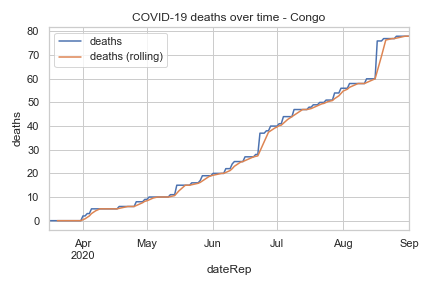 COVID-19 deaths over time - Congo
deaths
deaths (rolling)
80
70
60
50
40
30
20
10
0
deaths
Apr May Jun Jul Aug Sep
2020
dateRep